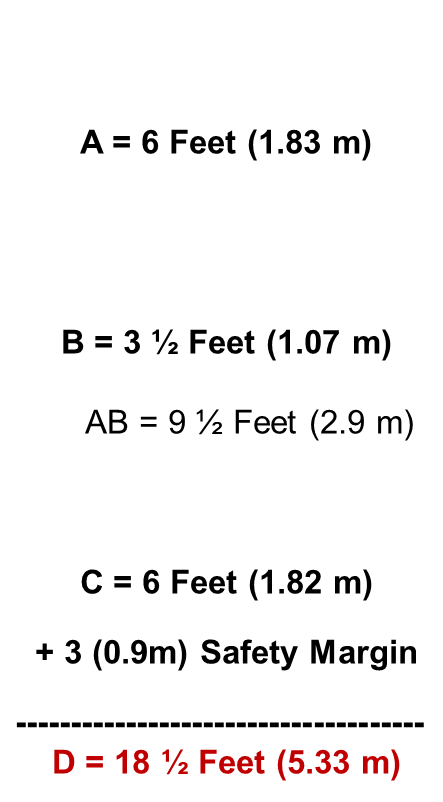 A = 6 Feet (1.83 m)
B = 3 ½ Feet (1.07 m)
AB = 9 ½ Feet (2.9 m)
C = 6 Feet (1.82 m)
+ 3 (0.9m) Safety Margin
-------------------------------------
D = 18 ½ Feet (5.33 m)